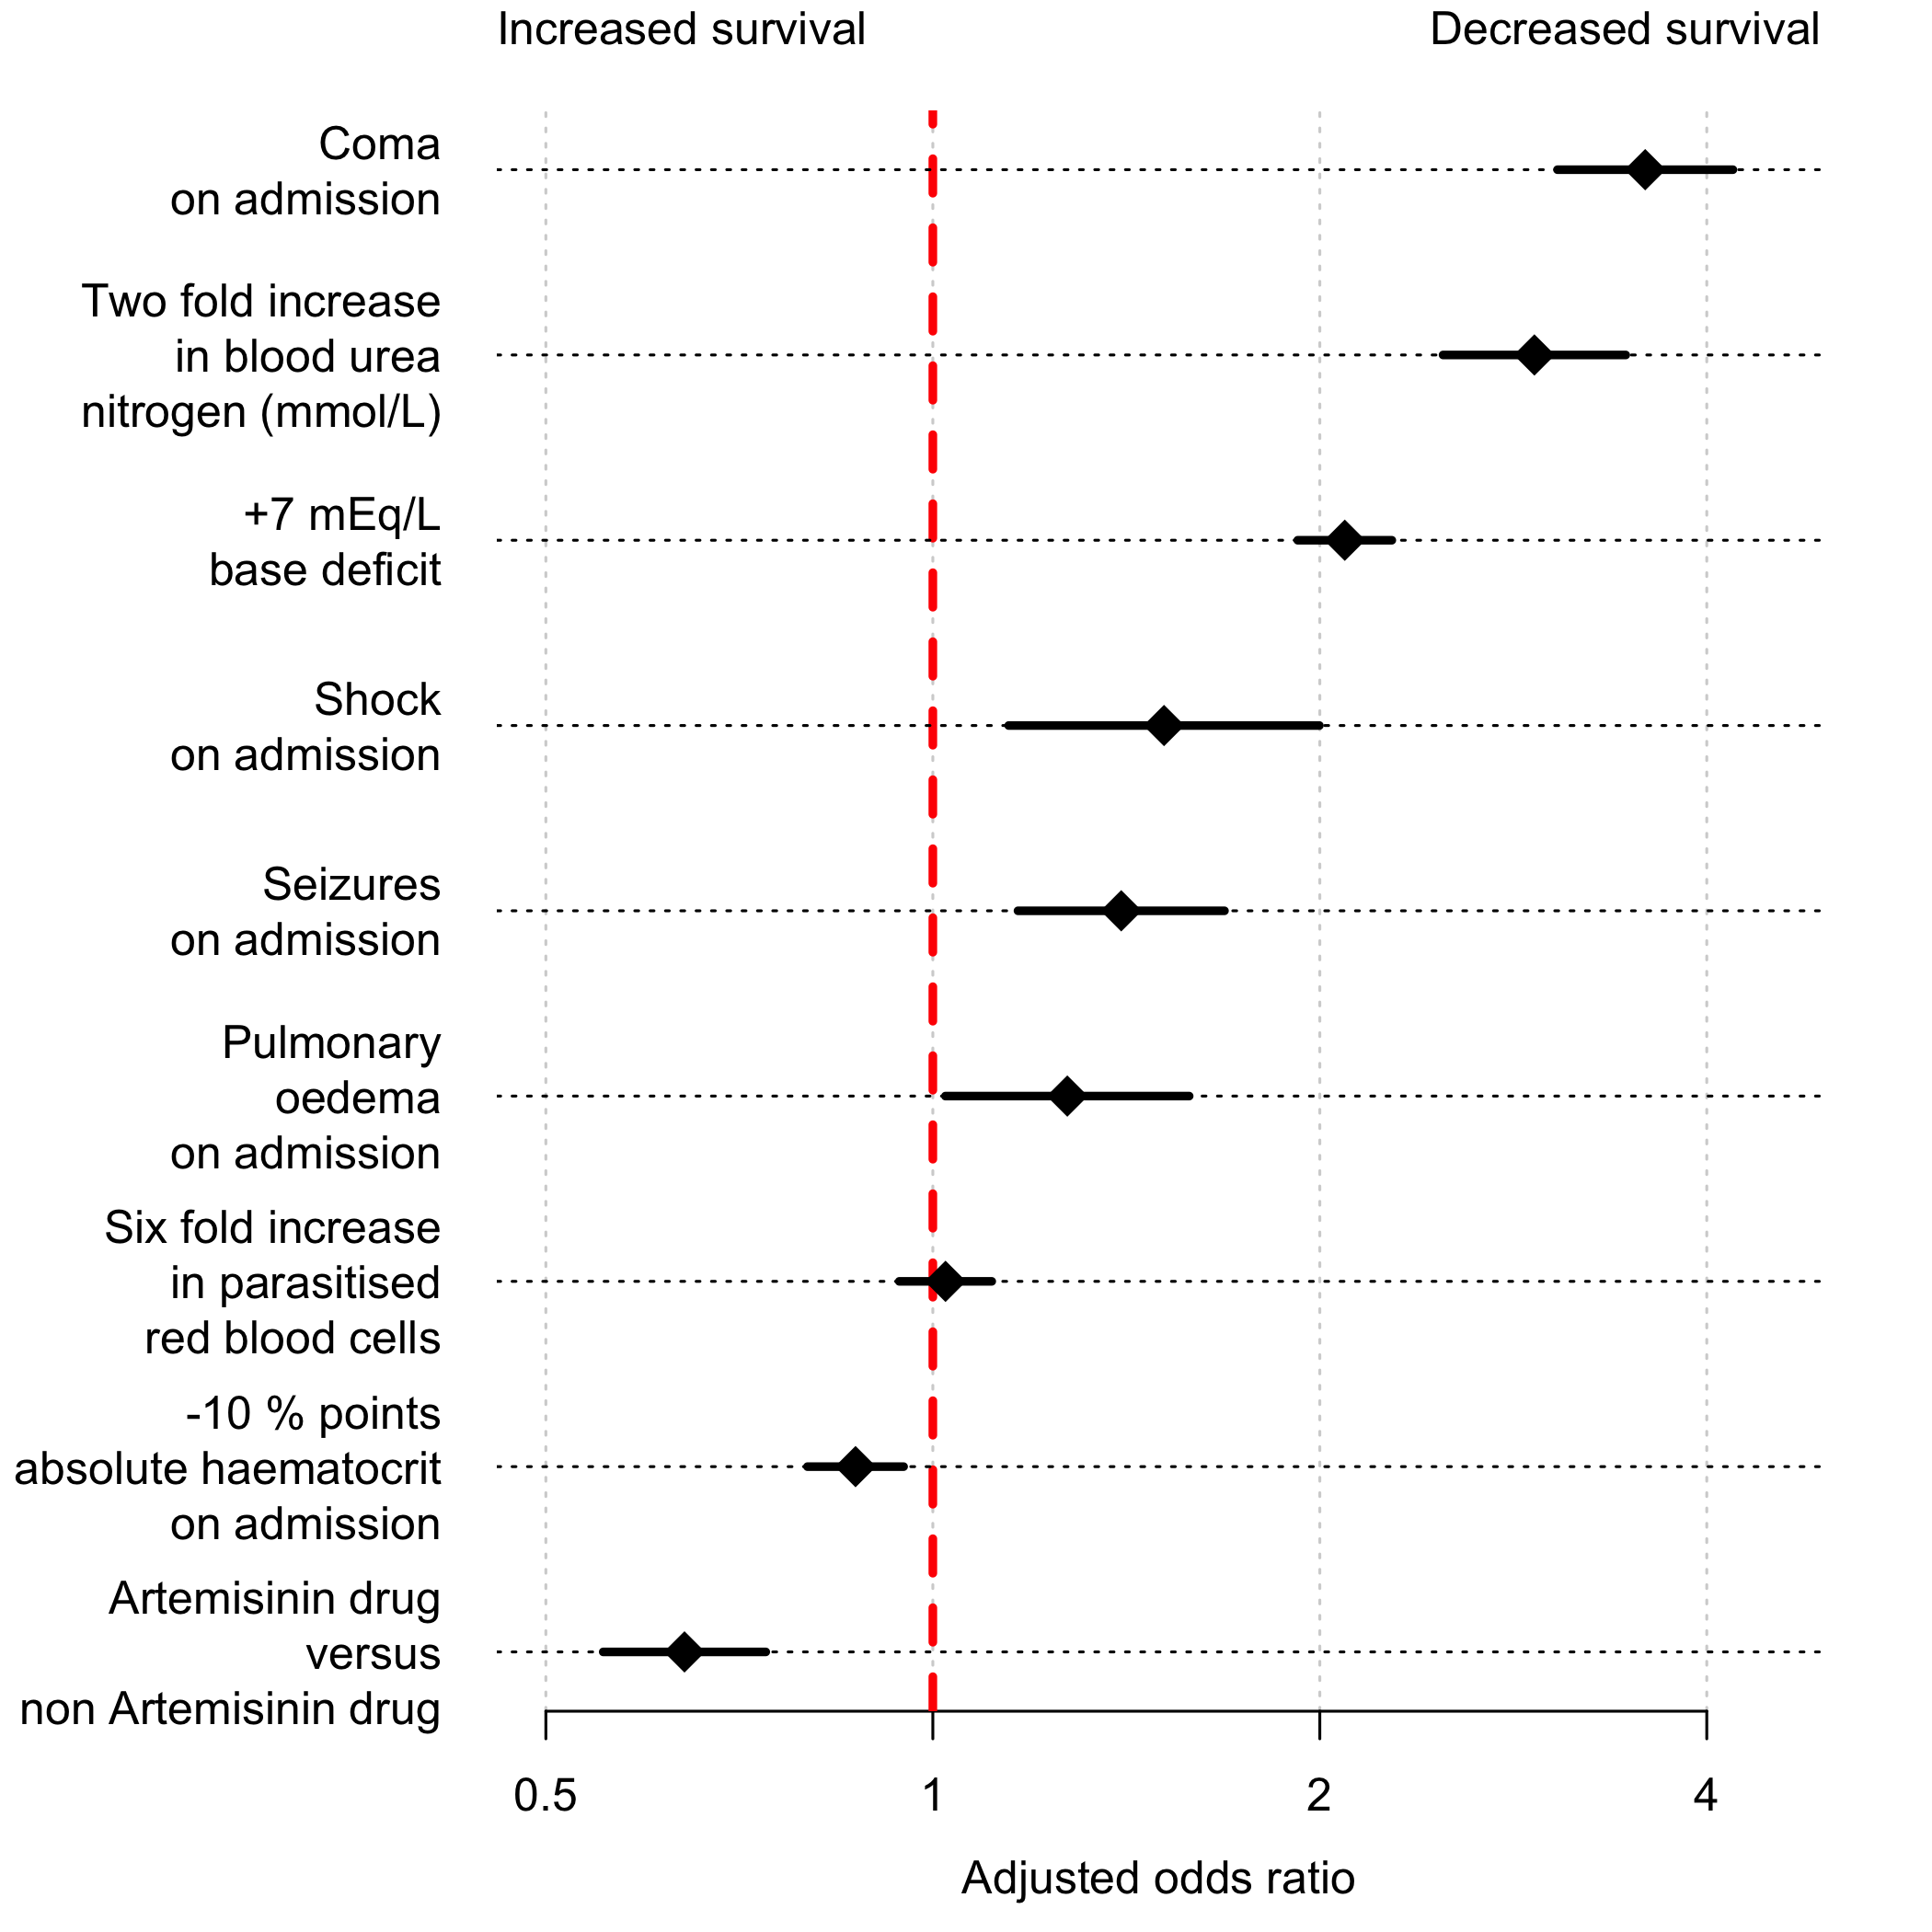 Increased survival
Decreased survival
Coma
on admission
Two fold increase
in blood urea
nitrogen (mmol/L)
+7 mEq/L
base deficit
Shock
on admission
Seizures
on admission
Pulmonary
oedema
on admission
Six fold increase
in parasitised
red blood cells
-10 % points
absolute haematocrit
on admission
Artemisinin drug
versus
non Artemisinin drug
0.5
1
2
4
Adjusted odds ratio